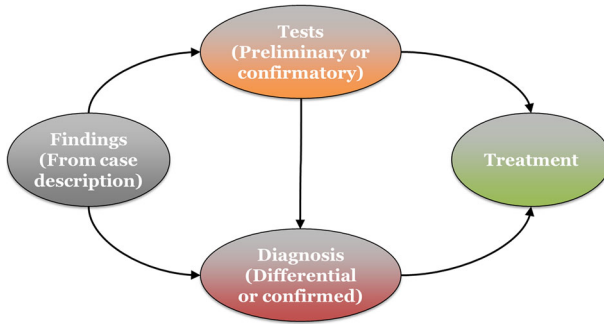 Tests
(Preliminary or
confirmatory)
Findings
(From case
description)
Treatment
Diagnosis
(Differential
or confirmed)